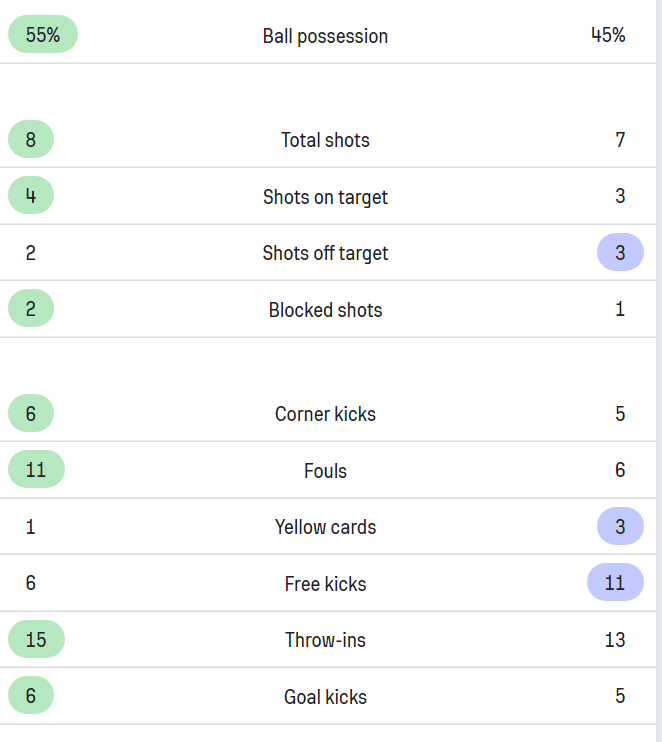 55% Ball possession 45%
8 Total shots 7
4 Shots on target 3
2 Shots off target 3
2 Blocked shots 1
6 Corner kicks 5
11 Fouls 6
1 Yellow cards 3
6 Free kicks 11
15 Throw-ins 13
6 Goal kicks 5